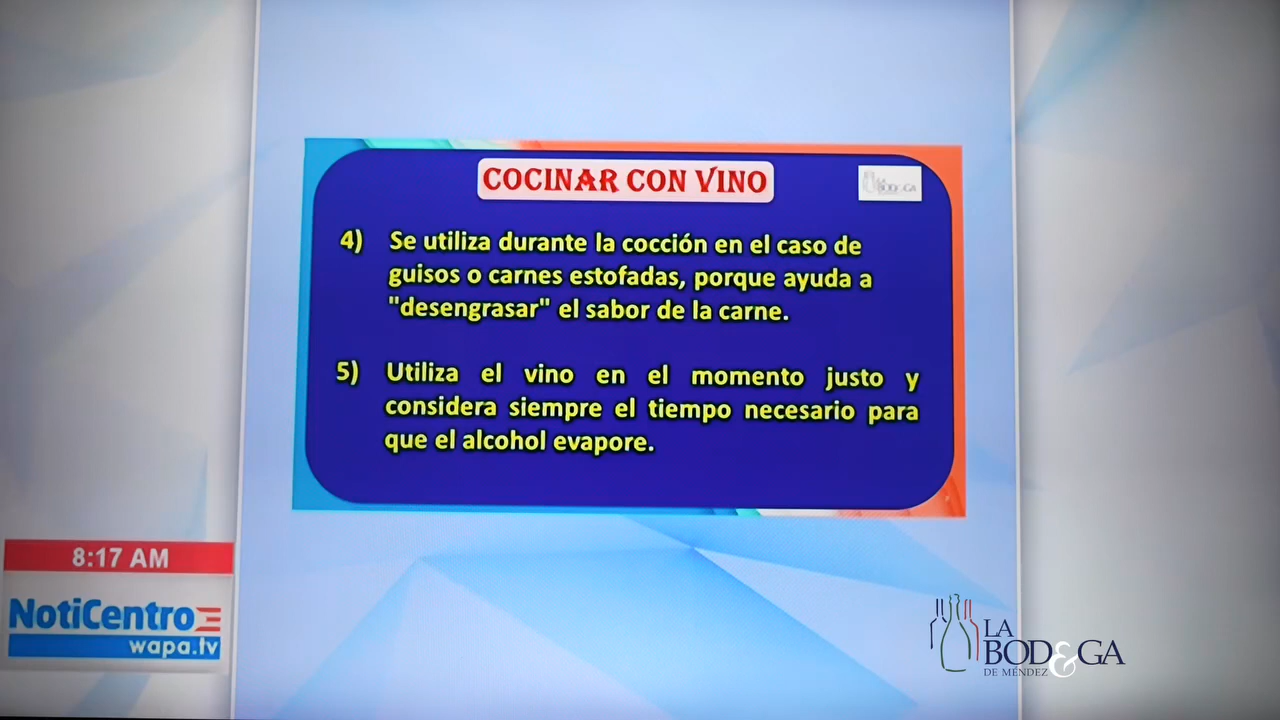 COCINAR CON VINO
LA
BODEGA
4) Se utiliza durante la cocción en el caso de
guisos o carnes estofadas, porque ayuda a
"desengrasar" el sabor de la carne.
5) Utiliza el vino en el momento justo y
considera siempre el tiempo necesario para
que el alcohol evapore.
8:17 AM
NotiCentro
wapa.tv
LA
BOD&GA
DE MÉNDEZ